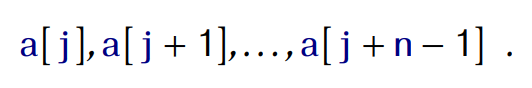 a[j],a[j + 1],...,a[j + n − 1] .